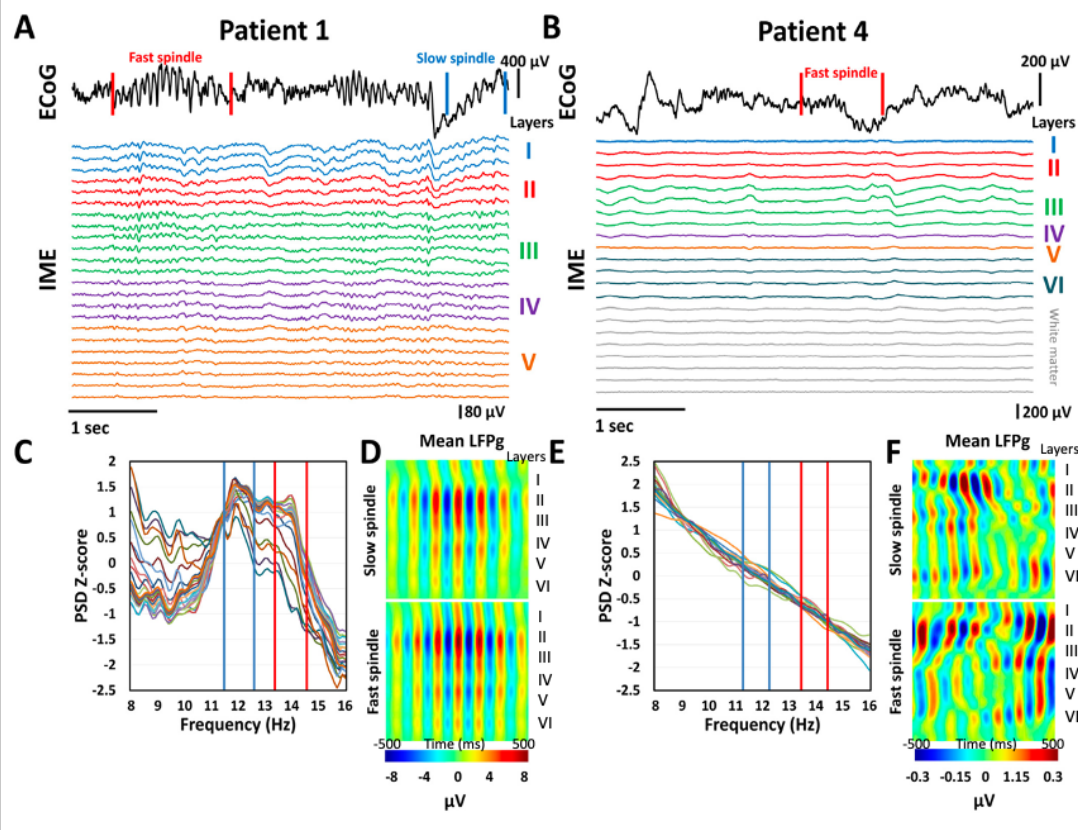 A
Patient 1
Fast spindle
Slow spindle
400 µV
ECoG
Layers
I
II
III
IV
V
IME
1 sec
80 µV
B
Patient 4
Fast spindle
200 µV
ECoG
Layers
I
II
III
IV
V
VI
White matter
IME
1 sec
200 µV
C
2
1.5
1
0.5
0
-0.5
-1
-1.5
-2
-2.5
PSD Z-score
8 9 10 11 12 13 14 15 16
Frequency (Hz)
D
Mean LFPg
Layers
Slow spindle
I
II
III
IV
V
VI
Fast spindle
I
II
III
IV
V
VI
-500 Time (ms) 500
-8 -4 0 4 8
µV
E
2.5
2
1.5
1
0.5
0
-0.5
-1
-1.5
-2
-2.5
PSD Z-score
8 9 10 11 12 13 14 15 16
Frequency (Hz)
F
Mean LFPg
Layers
Slow spindle
I
II
III
IV
V
VI
Fast spindle
I
II
III
IV
V
VI
-500 Time (ms) 500
-0.3 -0.15 0 1.15 0.3
µV